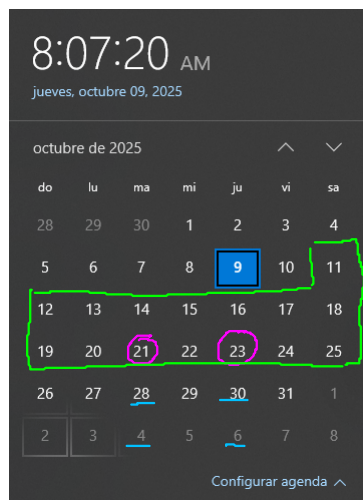 8:07:20 AM
jueves, octubre 09, 2025
octubre de 2025
do lu ma mi ju vi sa
28 29 30 1 2 3 4
5 6 7 8 9 10 11
12 13 14 15 16 17 18
19 20 21 22 23 24 25
26 27 28 29 30 31 1
2 3 4 5 6 7 8
Configurar agenda